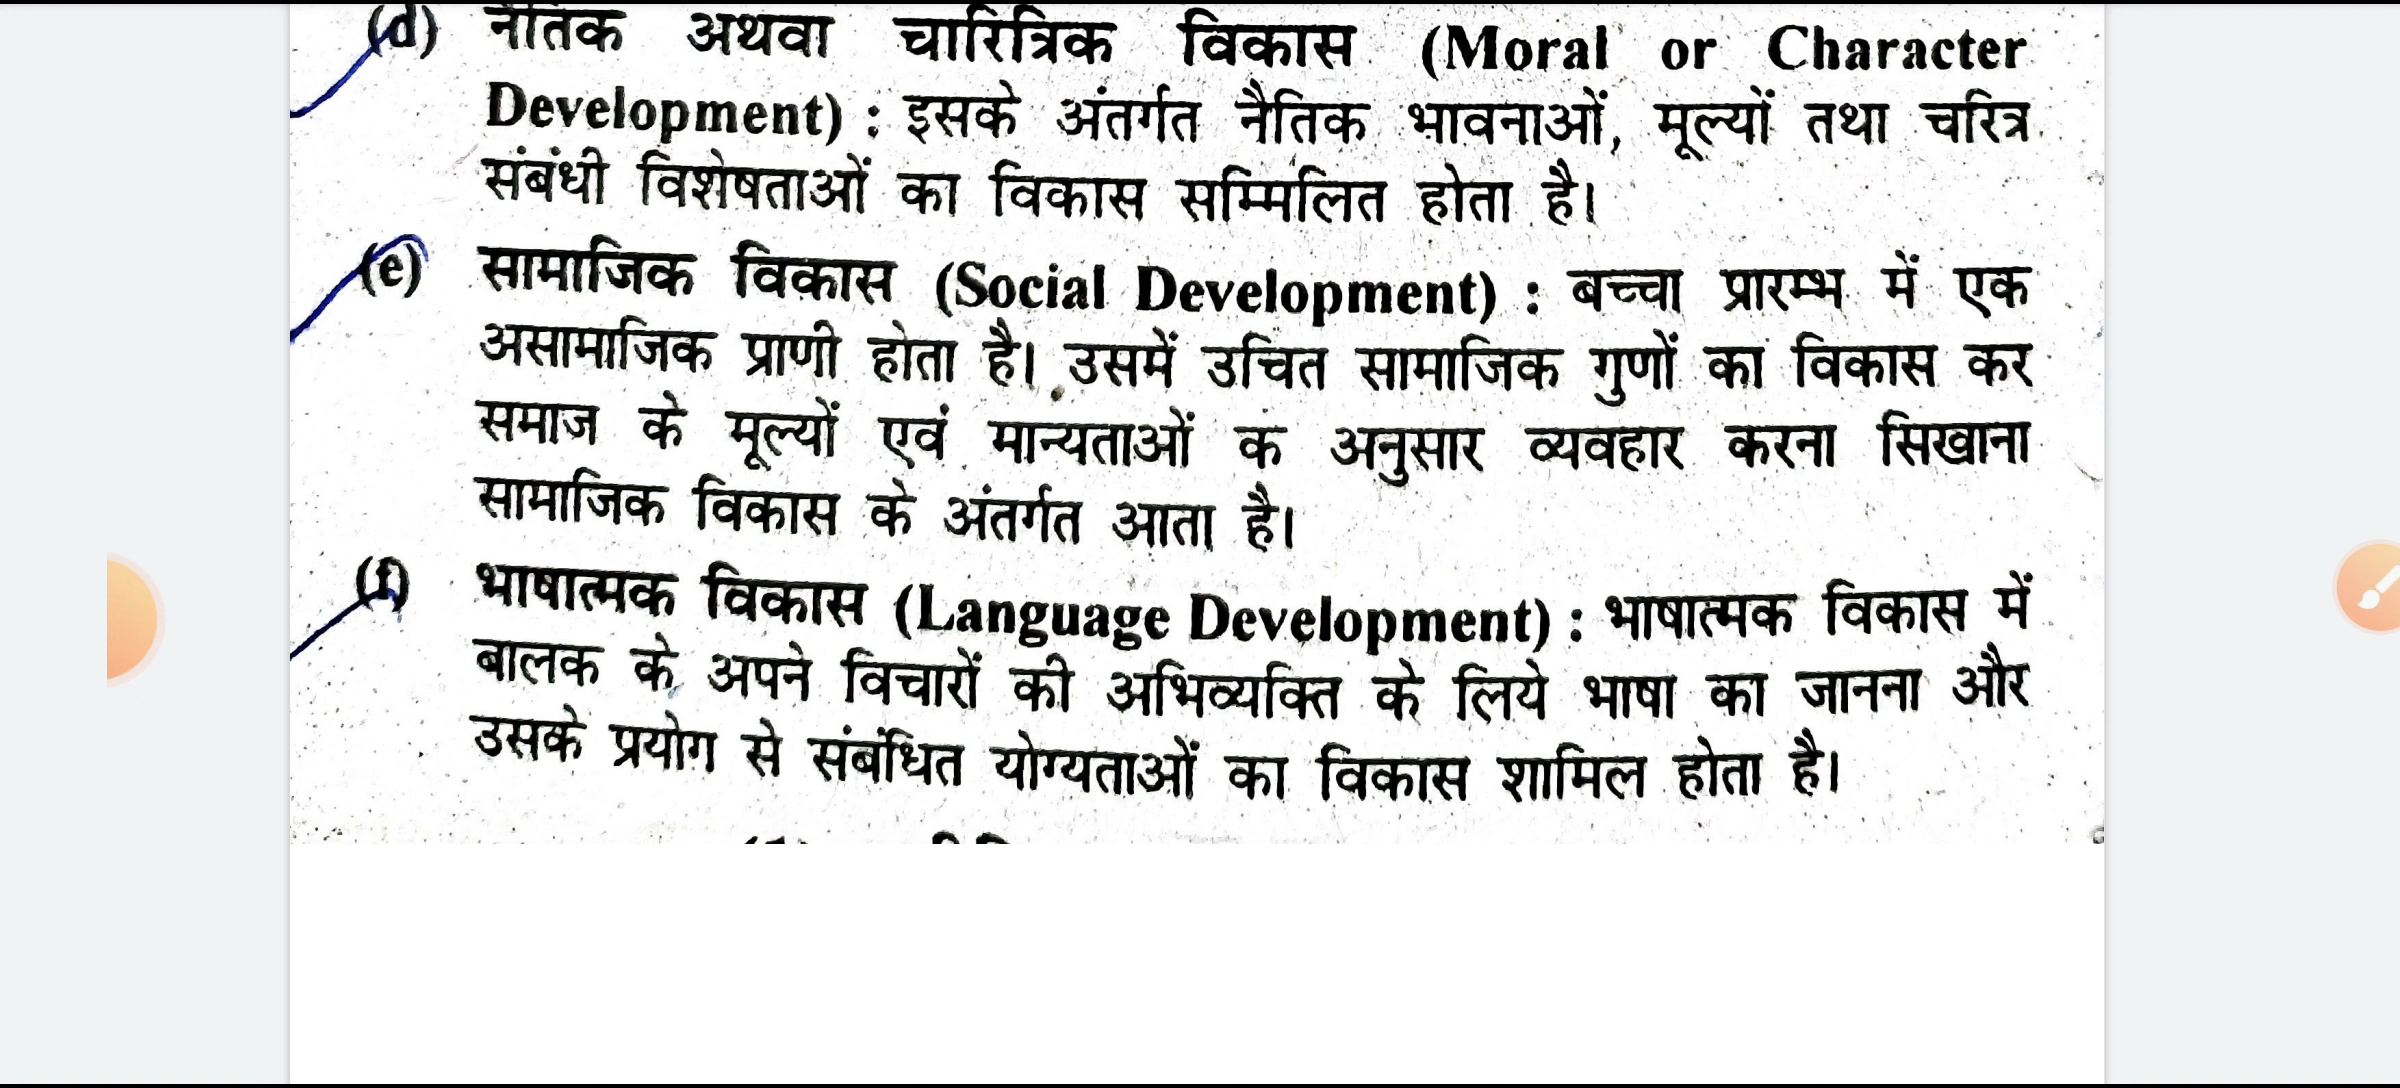 (d) नैतिक अथवा चारित्रिक विकास (Moral or Character
Development) : इसके अंतर्गत नैतिक भावनाओं, मूल्यों तथा चरित्र
संबंधी विशेषताओं का विकास सम्मिलित होता है।
(e) सामाजिक विकास (Social Development) : बच्चा प्रारम्भ में एक
असामाजिक प्राणी होता है। उसमें उचित सामाजिक गुणों का विकास कर
समाज के मूल्यों एवं मान्यताओं क अनुसार व्यवहार करना सिखाना
सामाजिक विकास के अंतर्गत आता है।
(f) भाषात्मक विकास (Language Development) : भाषात्मक विकास में
बालक के अपने विचारों की अभिव्यक्ति के लिये भाषा का जानना और
उसके प्रयोग से संबंधित योग्यताओं का विकास शामिल होता है।